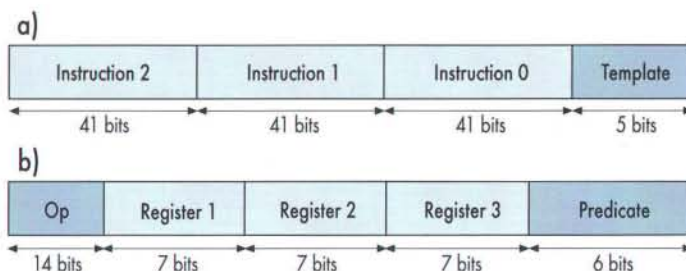 a)
Instruction 2 Instruction 1 Instruction 0 Template
41 bits 41 bits 41 bits 5 bits
b)
Op Register 1 Register 2 Register 3 Predicate
14 bits 7 bits 7 bits 7 bits 6 bits